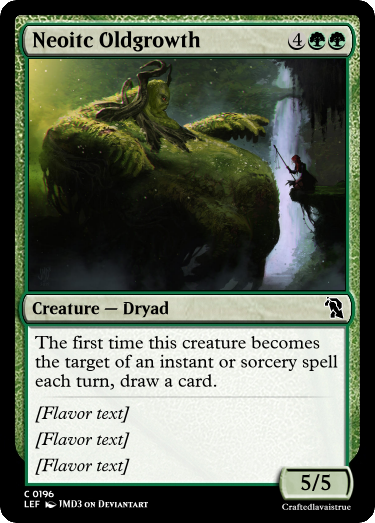 Neoitc Oldgrowth 4
Creature — Dryad
The first time this creature becomes
the target of an instant or sorcery spell
each turn, draw a card.
[Flavor text]
[Flavor text]
[Flavor text]
5/5
C 0196
LEF JMD3 on Deviantart
Craftedlavaistrue